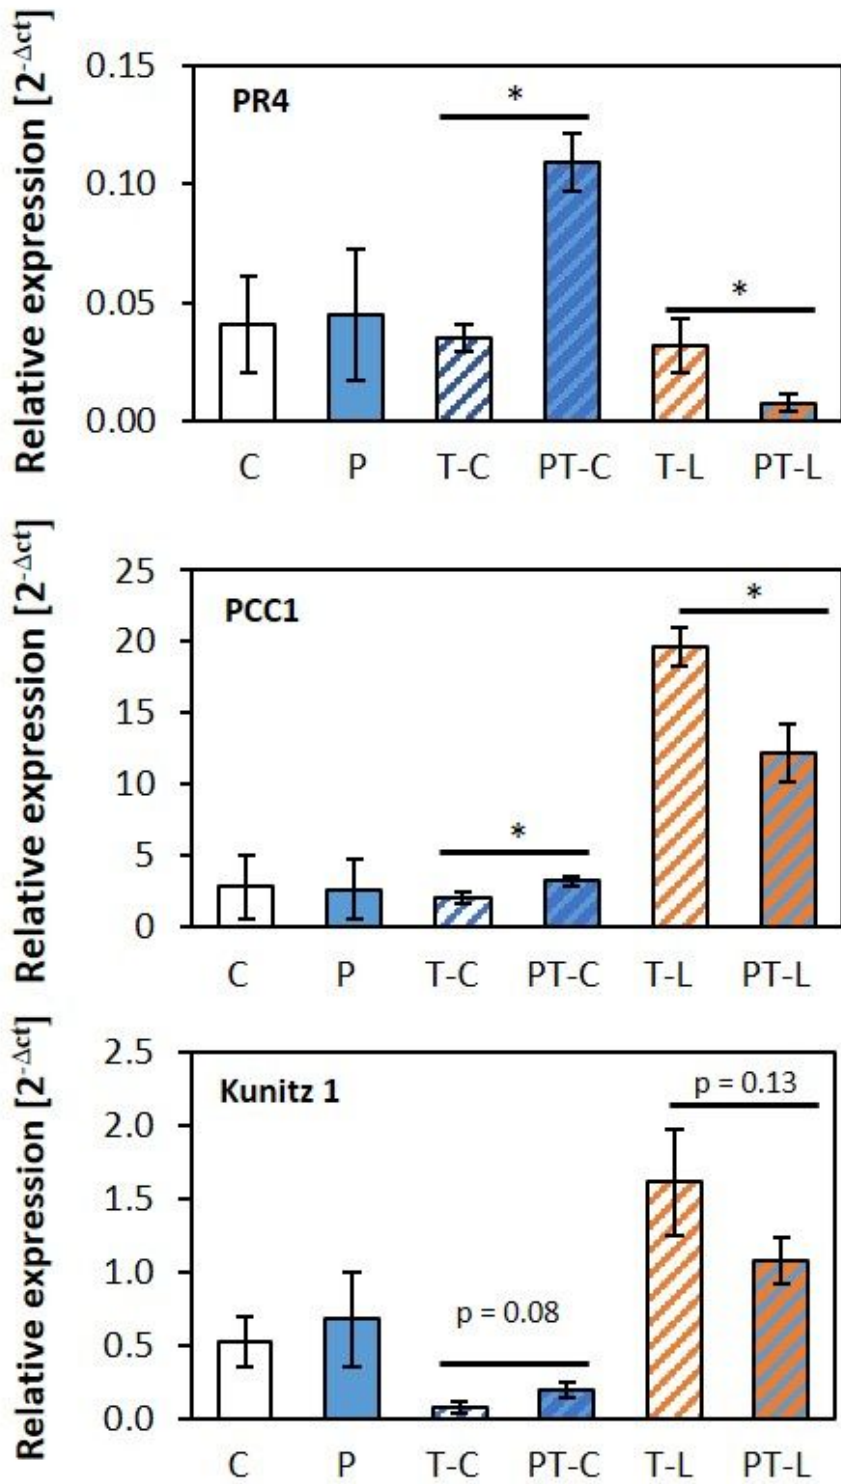 Relative expression [2^-Δct]
PR4
*
*
0.15
0.10
0.05
0.00
C P T-C PT-C T-L PT-L
Relative expression [2^-Δct]
PCC1
*
*
25
20
15
10
5
0
C P T-C PT-C T-L PT-L
Relative expression [2^-Δct]
Kunitz 1
p = 0.13
p = 0.08
2.5
2.0
1.5
1.0
0.5
0.0
C P T-C PT-C T-L PT-L